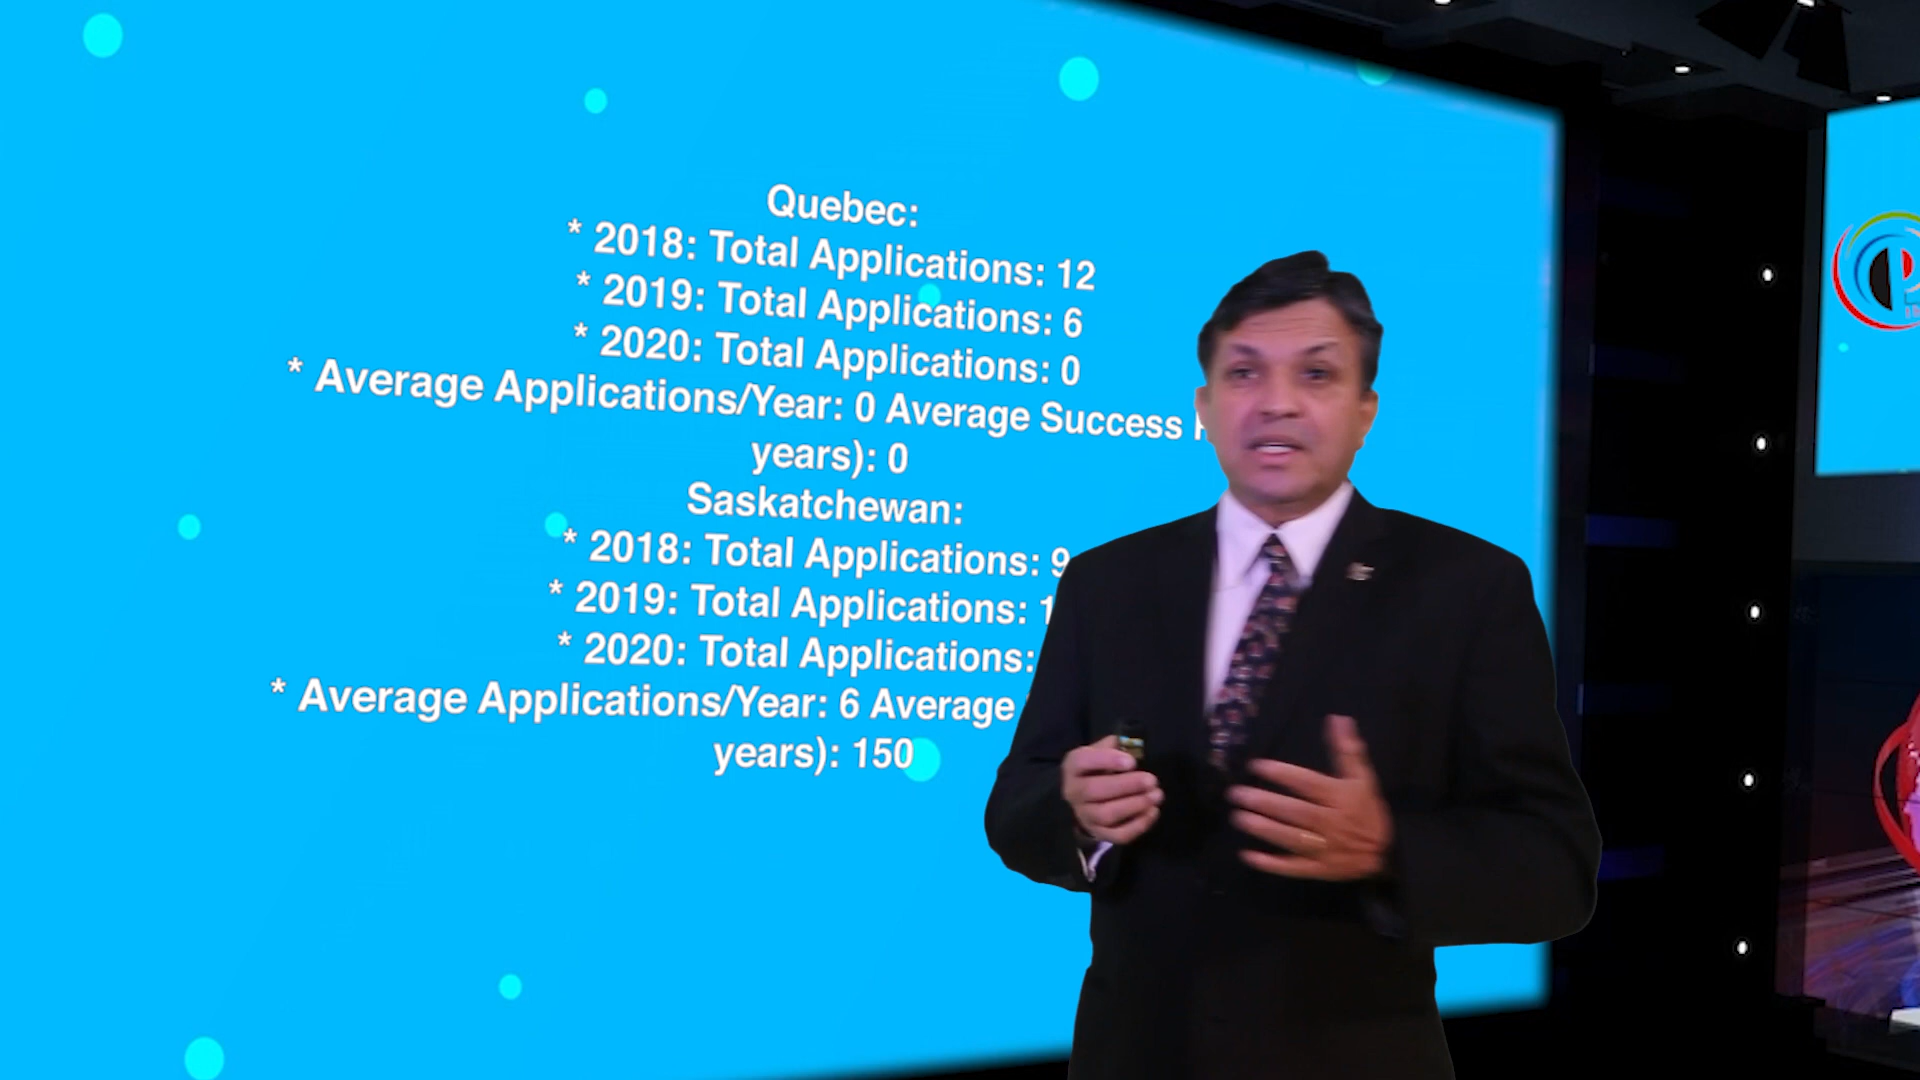 Quebec:
* 2018: Total Applications: 12
* 2019: Total Applications: 6
* 2020: Total Applications: 0
* Average Applications/Year: 0 Average Success
years): 0
Saskatchewan:
* 2018: Total Applications: 9
* 2019: Total Applications: 1
* 2020: Total Applications:
* Average Applications/Year: 6 Average
years): 150